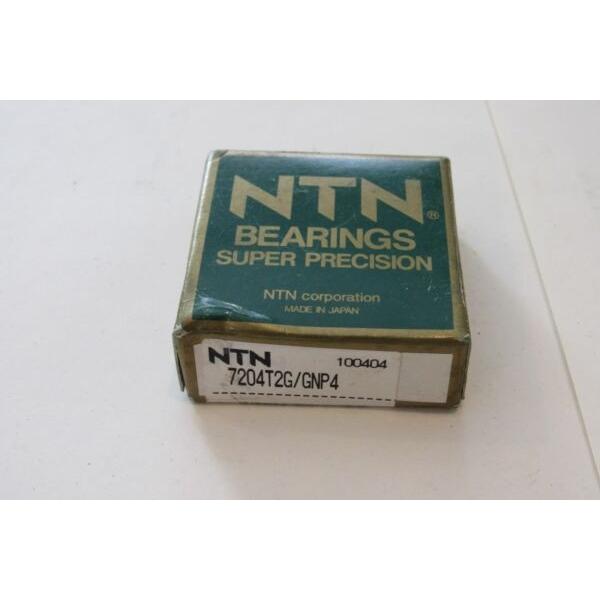 NTN®
BEARINGS
SUPER PRECISION
NTN corporation
MADE IN JAPAN
NTN 100404
7204T2G/GNP4